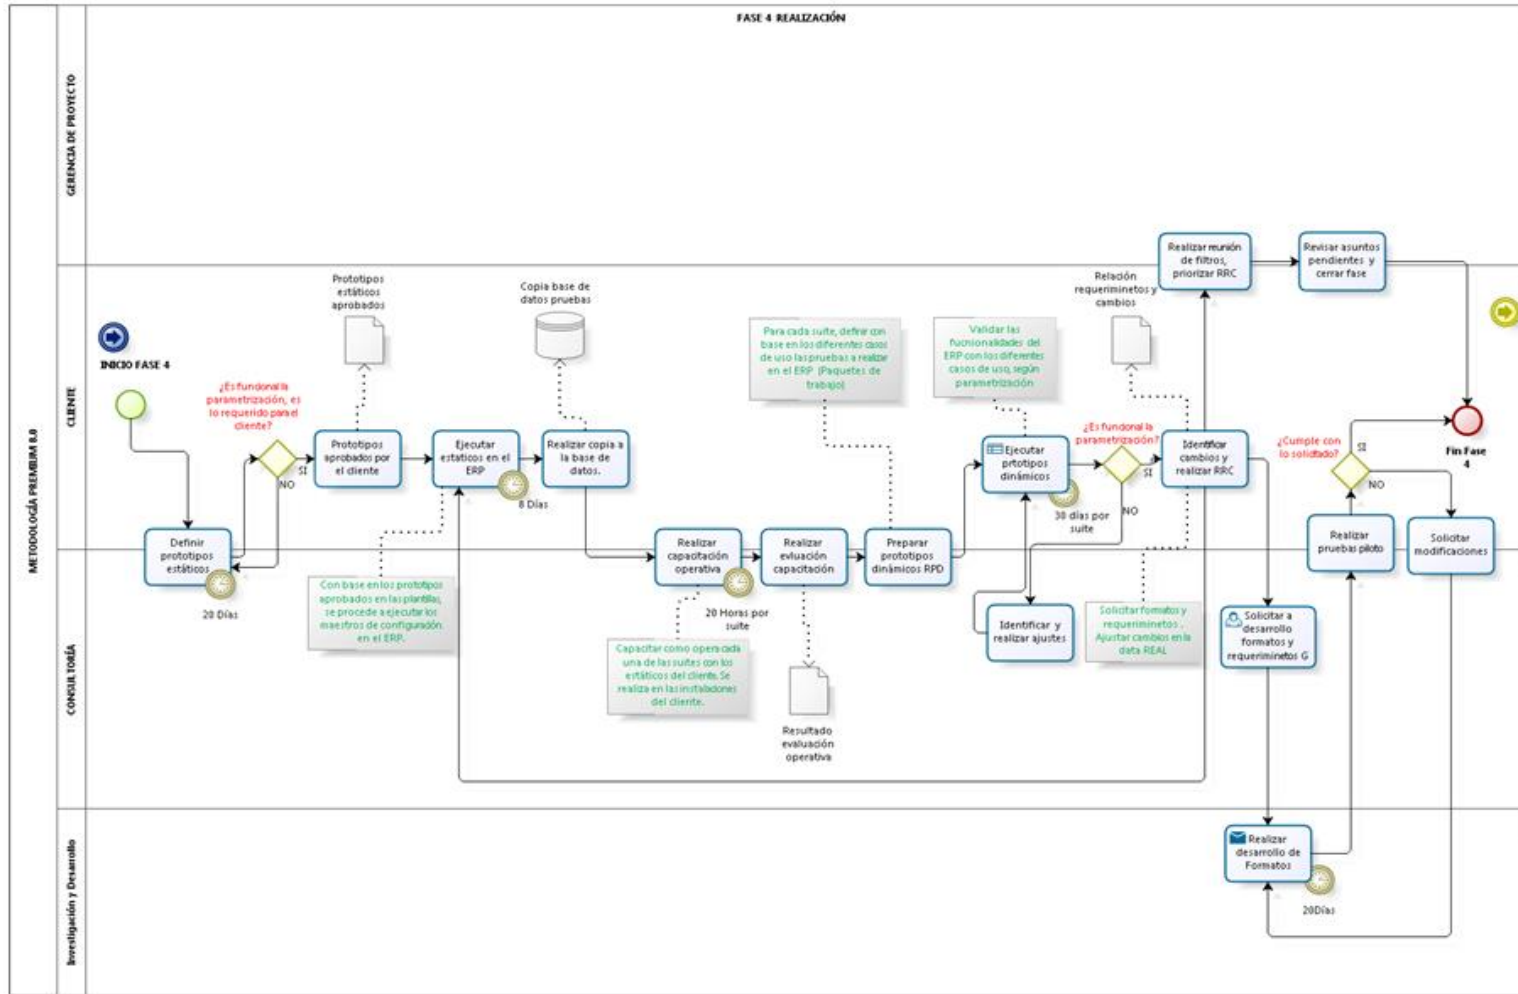 FASE 4 REALIZACIÓN
METODOLOGÍA PREMIUM 8.0
GERENCIA DE PROYECTO
Realizar reunión
de filtros,
priorizar RRC
Revisar asuntos
pendientes y
cerrar fase
CLIENTE
INICIO FASE 4
¿Es funcional la
parametrización, es
lo requerido para el
cliente?
SI
NO
Prototipos
estáticos
aprobados
Prototipos
aprobados por
el cliente
Ejecutar
estaticos en el
ERP
8 Días
Copia base de
datos pruebas
Realizar copia a
la base de
datos.
Para cada suite, definir con
base en los diferentes casos
de uso las pruebas a realizar
en el ERP (Paquetes de
trabajo)
Validar las
fucnionalidades del
ERP con los diferentes
casos de uso, según
parametrización
Ejecutar
prtotipos
dinámicos
30 días por
suite
¿Es funcional la
parametrización?
SI
NO
Relación
requeriminetos y
cambios
Identificar
cambios y
realizar RRC
¿Cumple con
lo solicitado?
SI
NO
Fin Fase
4
Definir
prototipos
estáticos
20 Días
Realizar
capacitación
operativa
20 Horas por
suite
Realizar
evluación
capacitación
Preparar
prototipos
dinámicos RPD
Realizar
pruebas piloto
Solicitar
modificaciones
CONSULTORÍA
Con base en los prototipos
aprobados en las plantillas,
se procede a ejecutar los
maestros de configuración
en el ERP.
Capacitar como opera cada
una de las suites con los
estáticos del cliente. Se
realiza en las instalaciones
del cliente.
Resultado
evaluación
operativa
Identificar y
realizar ajustes
Solicitar formatos y
requeriminetos .
Ajustar cambios en la
data REAL
Solicitar a
desarrollo
formatos y
requeriminetos G
Investigación y Desarrollo
Realizar
desarrollo de
Formatos
20Días